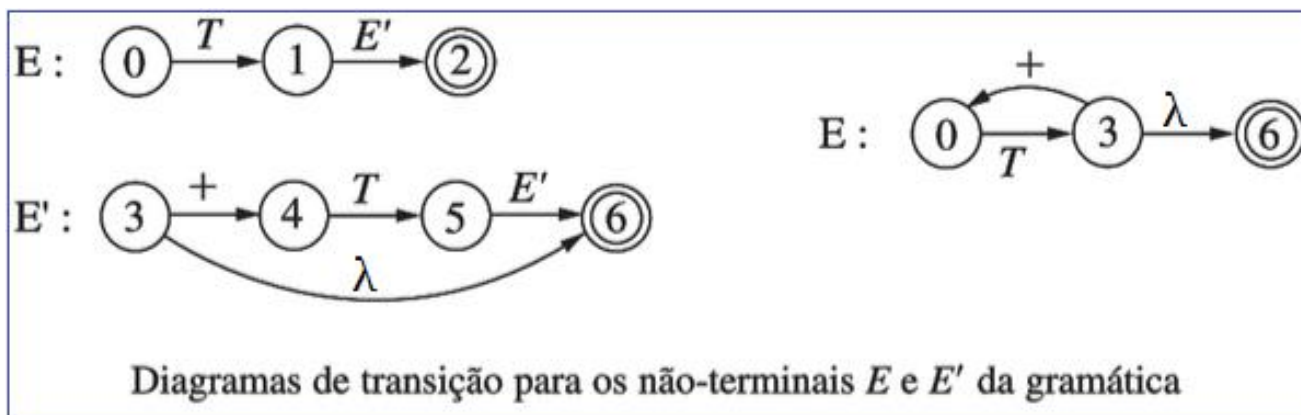 E : 0 T 1 E' 2
E' : 3 + 4 T 5 E' 6
λ
E : 0 T 3 λ 6
+
Diagramas de transição para os não-terminais E e E' da gramática